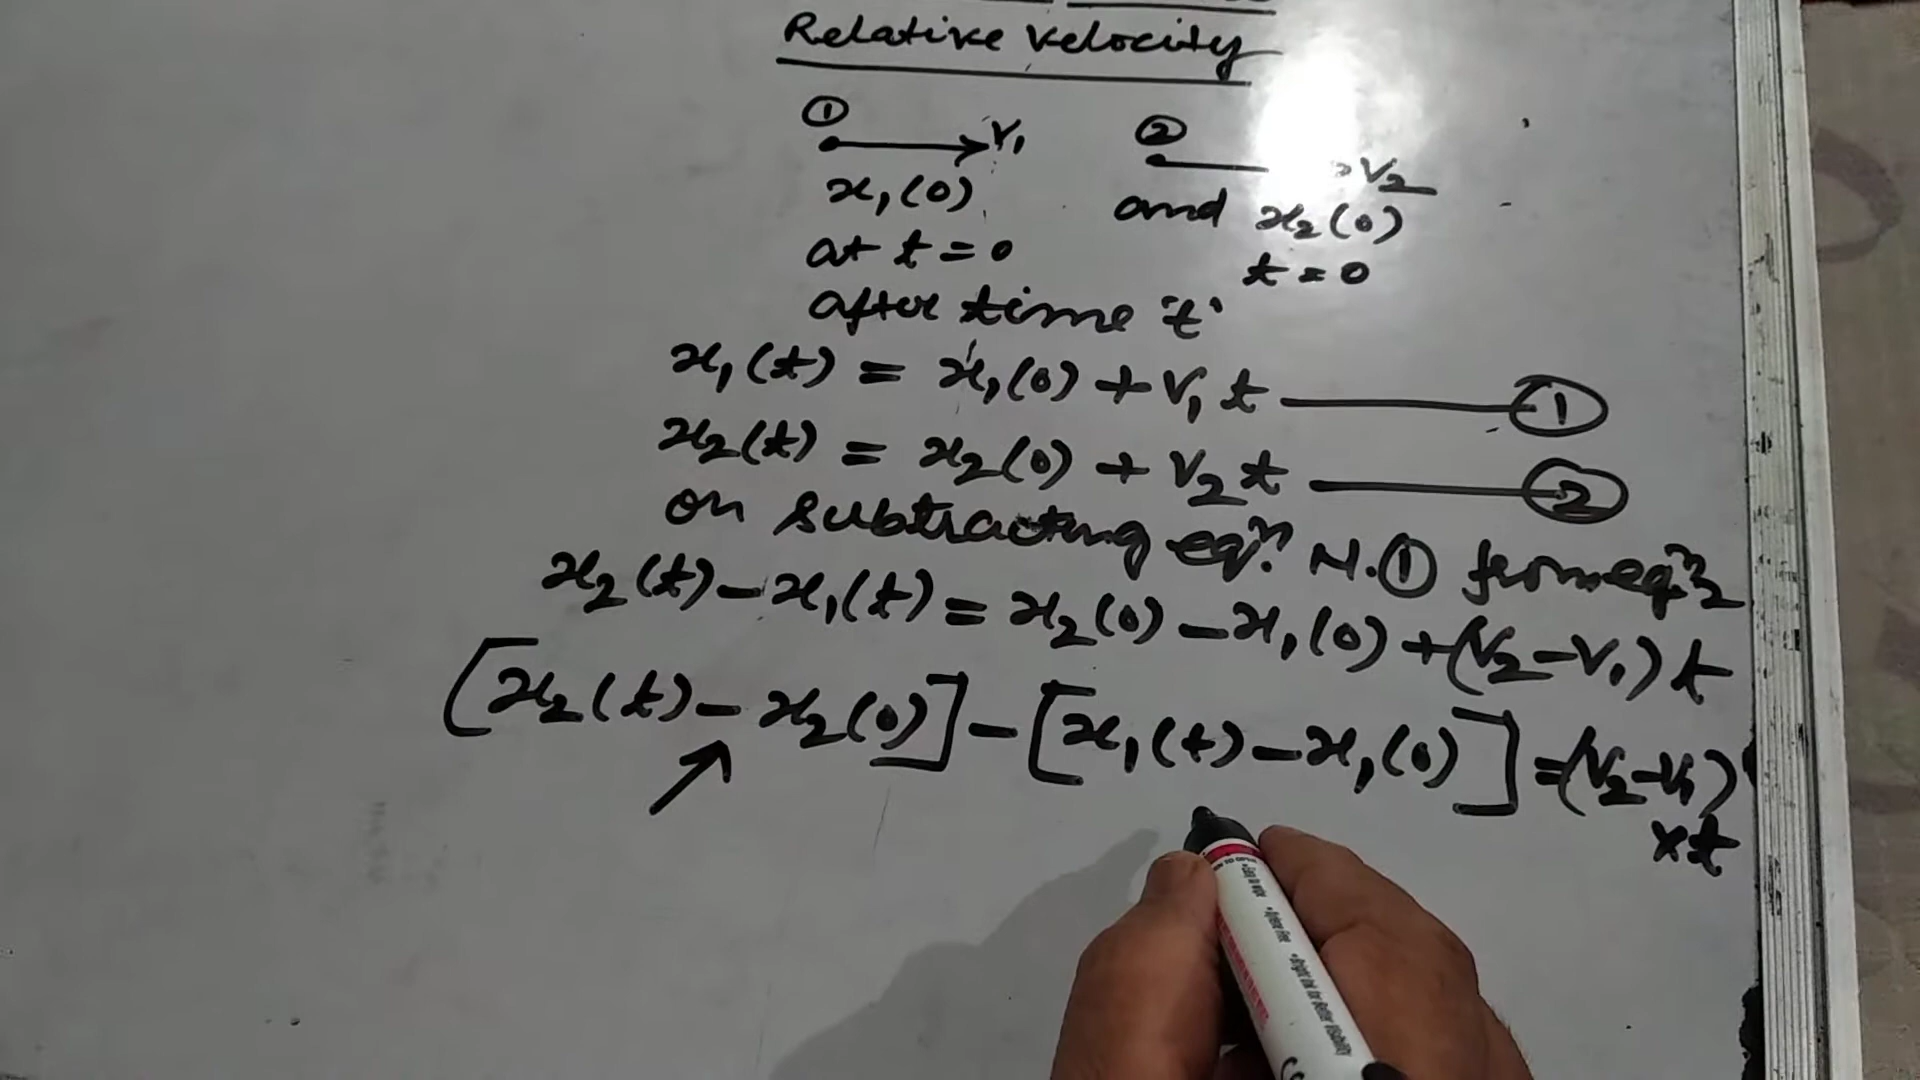 Relative velocity
① ②
V₁ V₂
x₁(0) and x₂(0)
at t = 0 t = 0
after time 't'
x₁(t) = x₁(0) + V₁t ——— ①
x₂(t) = x₂(0) + V₂t ——— ②
on subtracting eqⁿ. N.① from eqⁿ 2
x₂(t) – x₁(t) = x₂(0) – x₁(0) + (V₂ – V₁) t
[x₂(t) – x₂(0)] – [x₁(t) – x₁(0)] = (V₂ – V₁)
× t